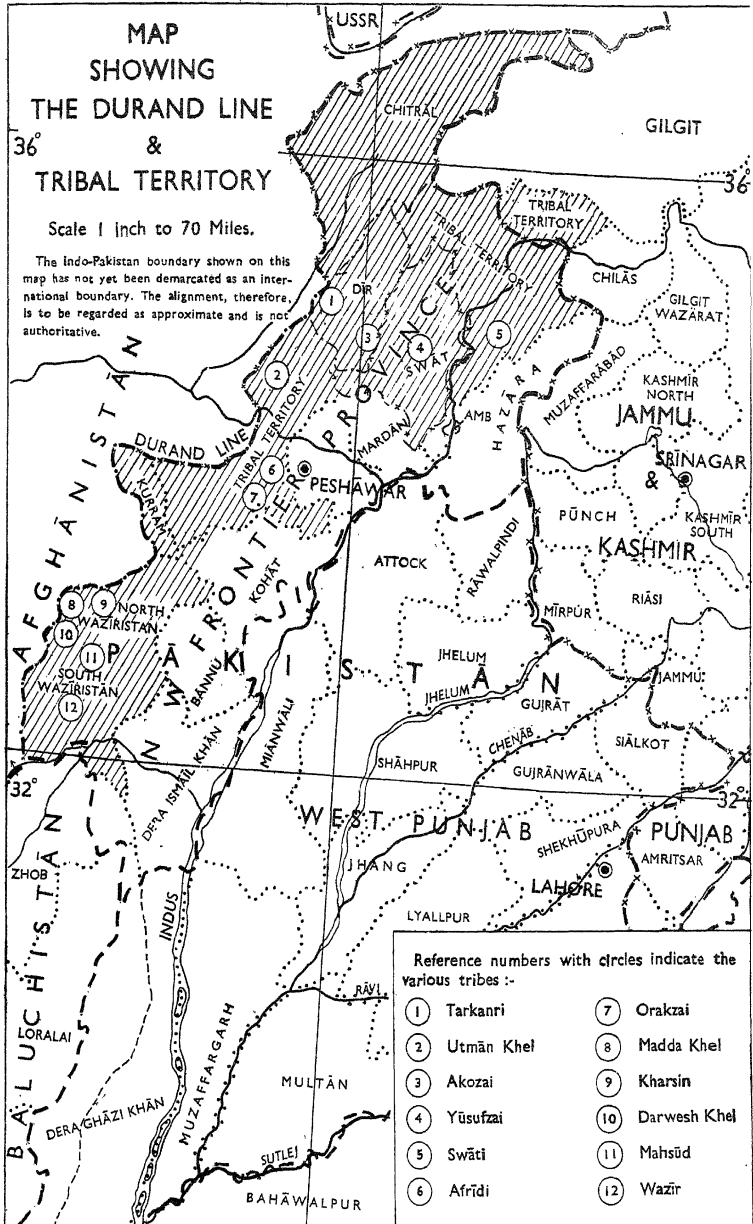 MAP
SHOWING
THE DURAND LINE
&
TRIBAL TERRITORY
Scale 1 inch to 70 Miles.
The Indo-Pakistan boundary shown on this
map has not yet been demarcated as an inter-
national boundary. The alignment, therefore,
is to be regarded as approximate and is not
authoritative.
USSR
CHITRĀL
GILGIT
36°
36°
TRIBAL
TERRITORY
TRIBAL TERRITORY
CHILĀS
GILGIT
WAZĀRAT
1
DĪR
3
4
SWĀT
5
2
HAZĀRA
MUZAFFARĀBĀD
KASHMĪR
NORTH
JAMMU
&
KASHMIR
AMB
MARDĀN
DURAND LINE
TRIBAL TERRITORY
KURRAM
6
7
PESHĀWAR
SRĪNAGAR
PŪNCH
KASHMĪR
SOUTH
AFGHĀNISTĀN
N W FRONTIER PROVINCE
KOHĀT
ATTOCK
RĀWALPINDI
RIĀSI
MĪRPŪR
8
9
NORTH
WAZĪRISTAN
10
11
PĀKISTĀN
SOUTH
WAZĪRISTĀN
12
BANNU
JHELUM
JHELUM
GUJRĀT
JAMMU
MIĀNWĀLI
CHENĀB
SIĀLKOT
SHĀHPUR
GUJRĀNWĀLA
32°
32°
DERA ISMĀIL KHĀN
WEST PUNJAB
PUNJAB
SHEKHŪPURA
AMRITSAR
ZHOB
JHANG
LAHORE
LYALLPUR
INDUS
BALUCHISTĀN
LORALAI
RĀVI
MUZAFFARGARH
MULTĀN
DERA GHĀZI KHĀN
SUTLEJ
BAHĀWALPUR
Reference numbers with circles indicate the
various tribes :-
1 Tarkanri
2 Utmān Khel
3 Akozai
4 Yūsufzai
5 Swāti
6 Afrīdi
7 Orakzai
8 Madda Khel
9 Kharsin
10 Darwesh Khel
11 Mahsūd
12 Wazīr